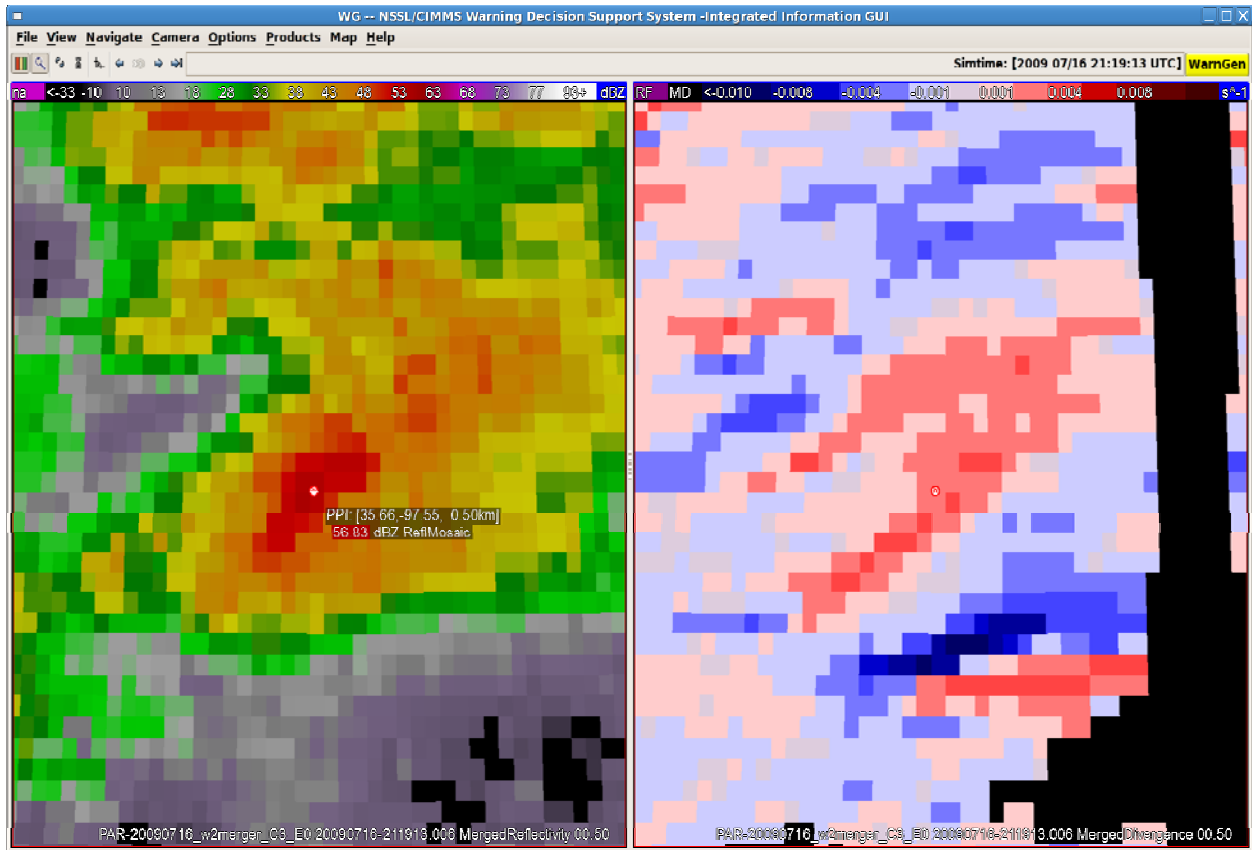 WG -- NSSL/CIMMS Warning Decision Support System -Integrated Information GUI
File View Navigate Camera Options Products Map Help
Simtime: [2009 07/16 21:19:13 UTC] WarnGen
na <-33 -10 10 13 18 28 33 38 43 48 53 63 68 73 77 98+ dBZ
RF MD <-0.010 -0.008 -0.004 -0.001 0.001 0.004 0.008 s^-1
PPI: [35.66,-97.55, 0.50km]
56.83 dBZ ReflMosaic
PAR-20090716_w2merger_C3_E0 20090716-211913.006 MergedReflectivity 00.50
PAR-20090716_w2merger_C3_E0 20090716-211913.006 MergedDivergence 00.50